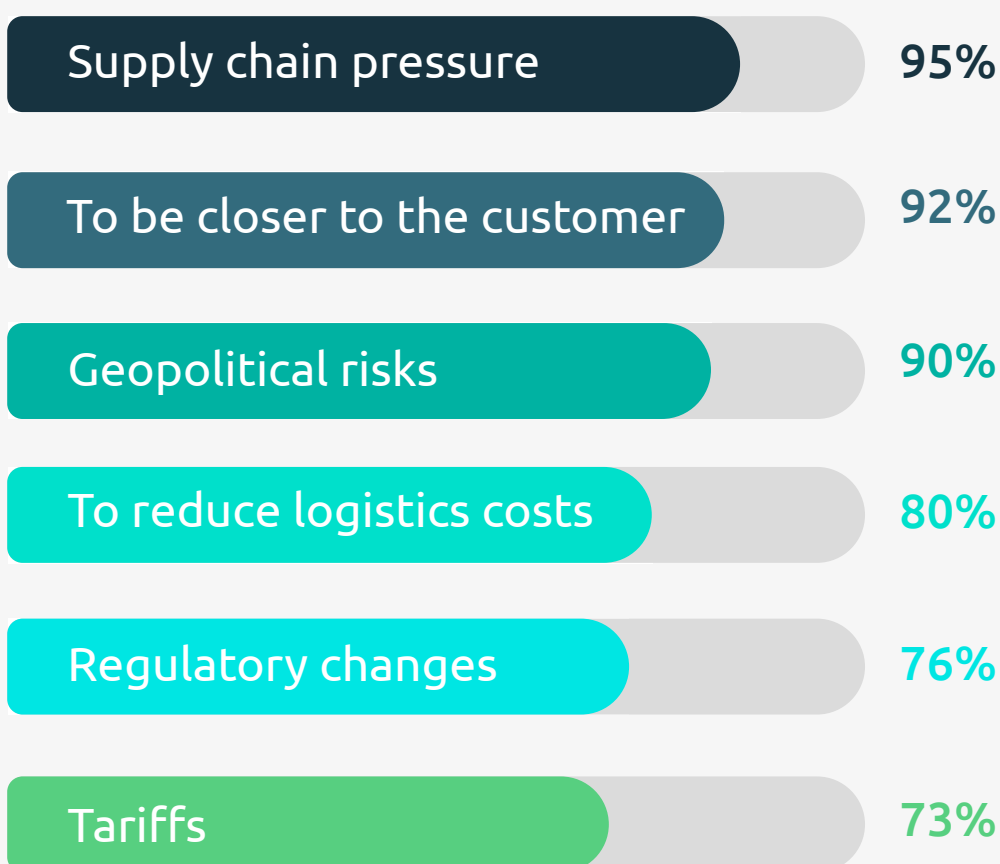 Supply chain pressure 95%
To be closer to the customer 92%
Geopolitical risks 90%
To reduce logistics costs 80%
Regulatory changes 76%
Tariffs 73%